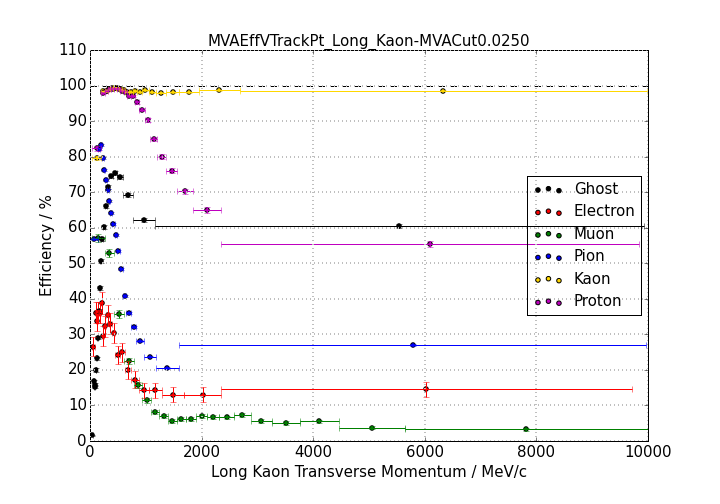 MVAEffVTrackPt_Long_Kaon-MVACut0.0250
110
100
90
80
70
60
50
40
30
20
10
0
Efficiency / %
Ghost
Electron
Muon
Pion
Kaon
Proton
0 2000 4000 6000 8000 10000
Long Kaon Transverse Momentum / MeV/c